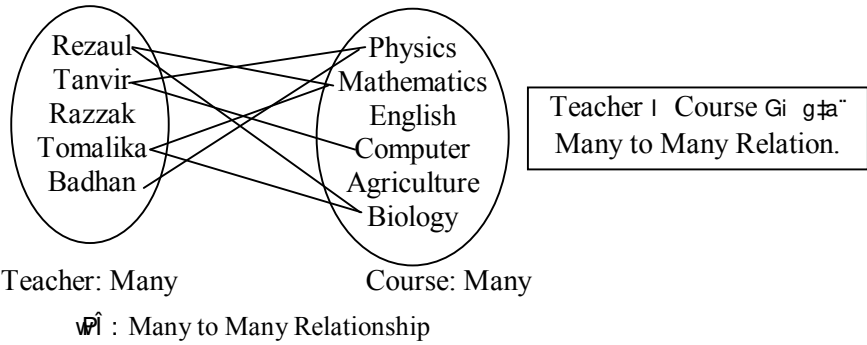 Rezaul
Tanvir
Razzak
Tomalika
Badhan
Physics
Mathematics
English
Computer
Agriculture
Biology
Teacher I Course Gi g‡a¨
Many to Many Relation.
Teacher: Many
Course: Many
: Many to Many Relationship